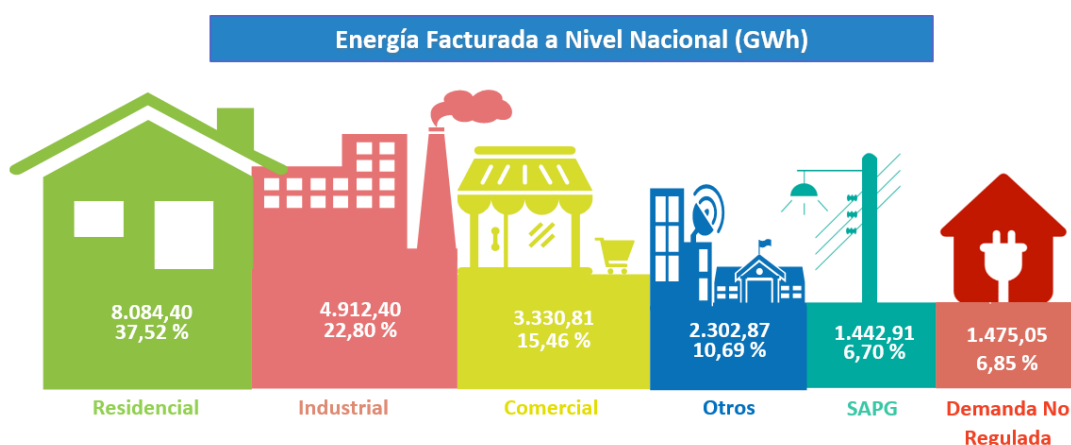 Energía Facturada a Nivel Nacional (GWh)
8.084,40
37,52 %
4.912,40
22,80 %
3.330,81
15,46 %
2.302,87
10,69 %
1.442,91
6,70 %
1.475,05
6,85 %
Residencial
Industrial
Comercial
Otros
SAPG
Demanda No
Regulada